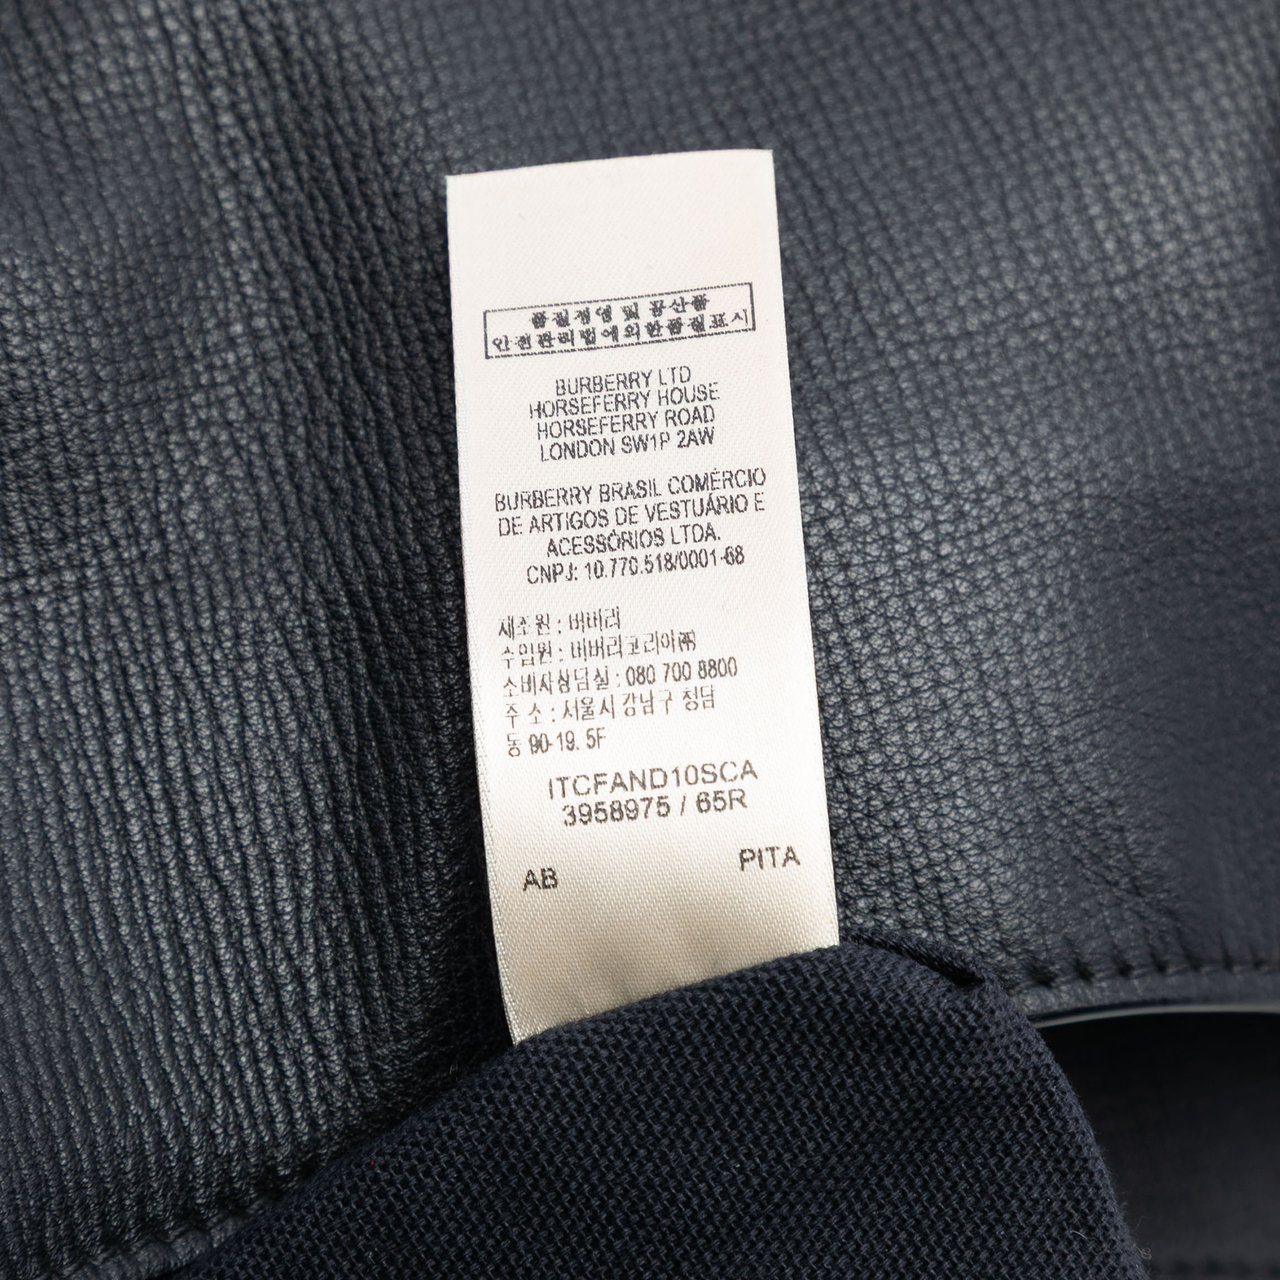 품질경영 및 공산품
안전관리법에의한품질표시
BURBERRY LTD
HORSEFERRY HOUSE
HORSEFERRY ROAD
LONDON SW1P 2AW
BURBERRY BRASIL COMÉRCIO
DE ARTIGOS DE VESTUÁRIO E
ACESSÓRIOS LTDA.
CNPJ: 10.770.518/0001-68
제조원 : 버버리
수입원 : 버버리코리아㈜
소비자상담실 : 080 700 8800
주 소 : 서울시 강남구 청담
동 90-19. 5F
ITCFAND10SCA
3958975 / 65R
AB PITA